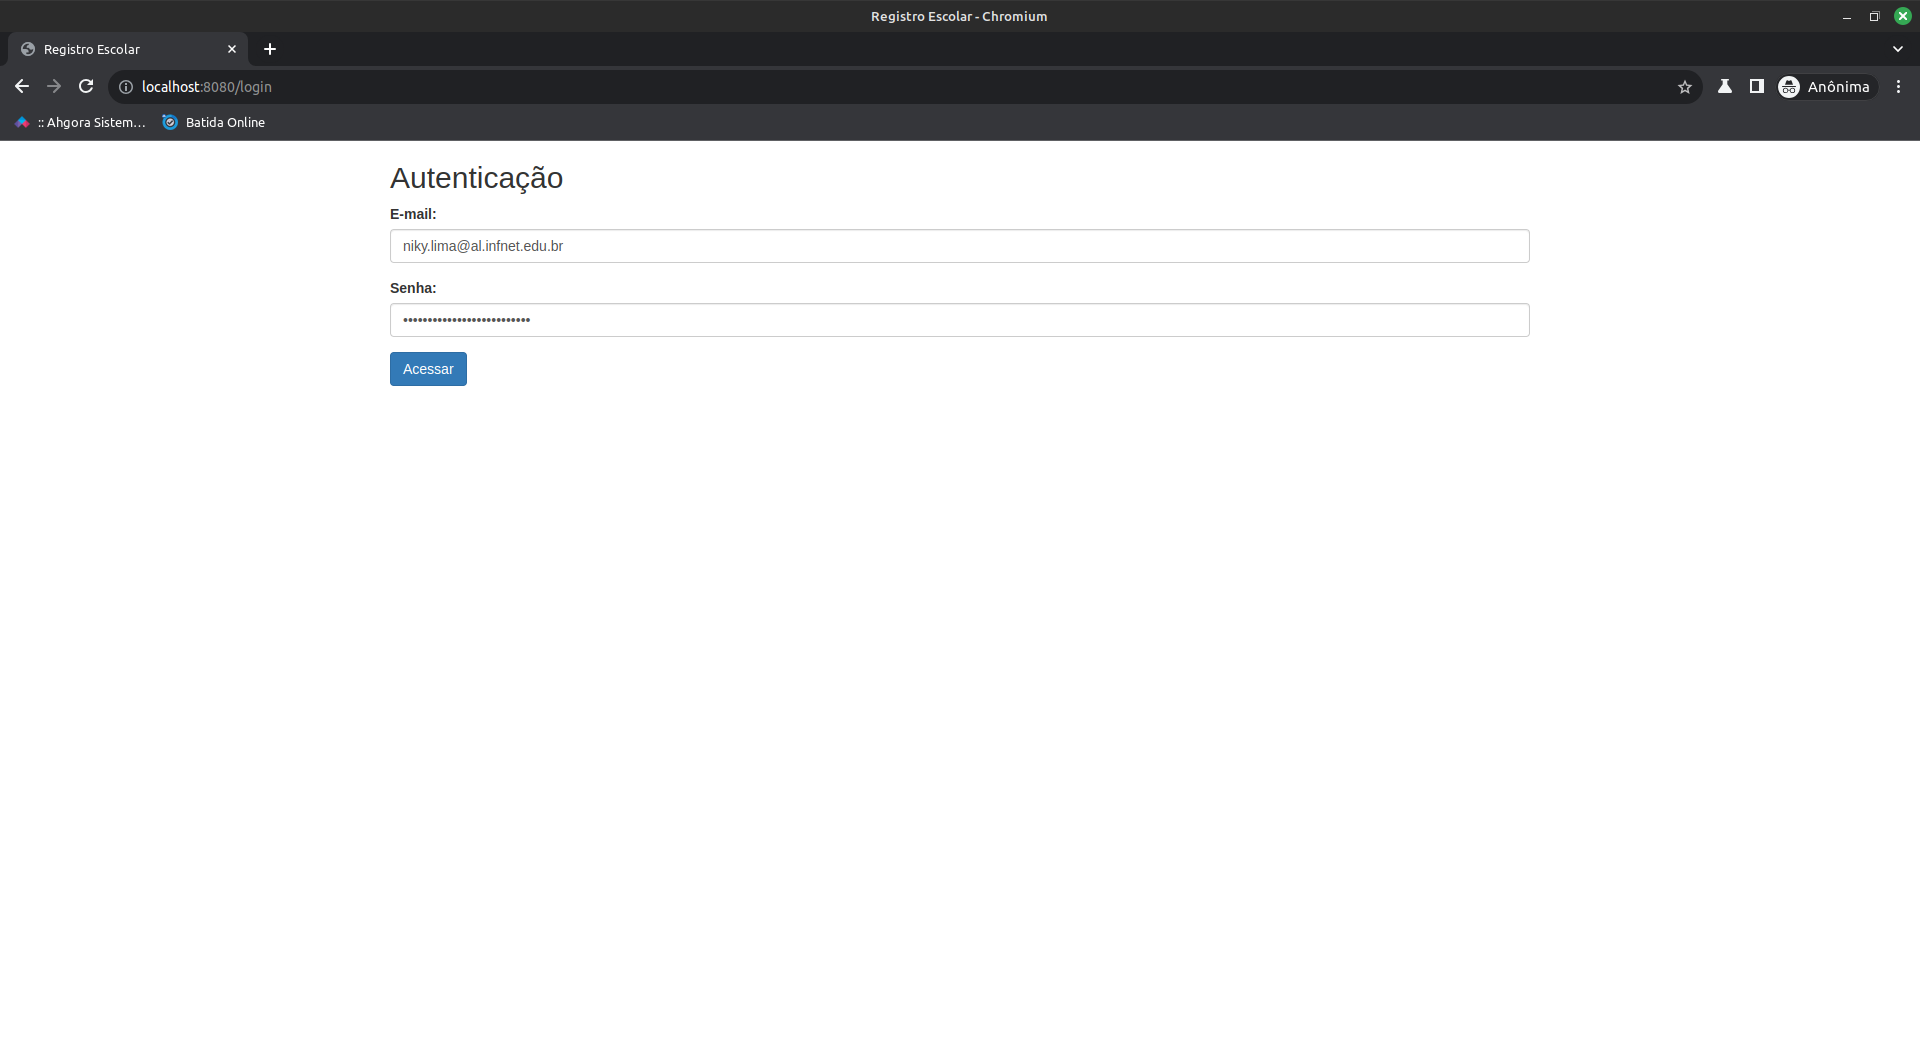 Registro Escolar - Chromium
Registro Escolar
localhost:8080/login
Anônima
:: Ahgora Sistem...
Batida Online
Autenticação
E-mail:
niky.lima@al.infnet.edu.br
Senha:
••••••••••••••••••••••••••
Acessar